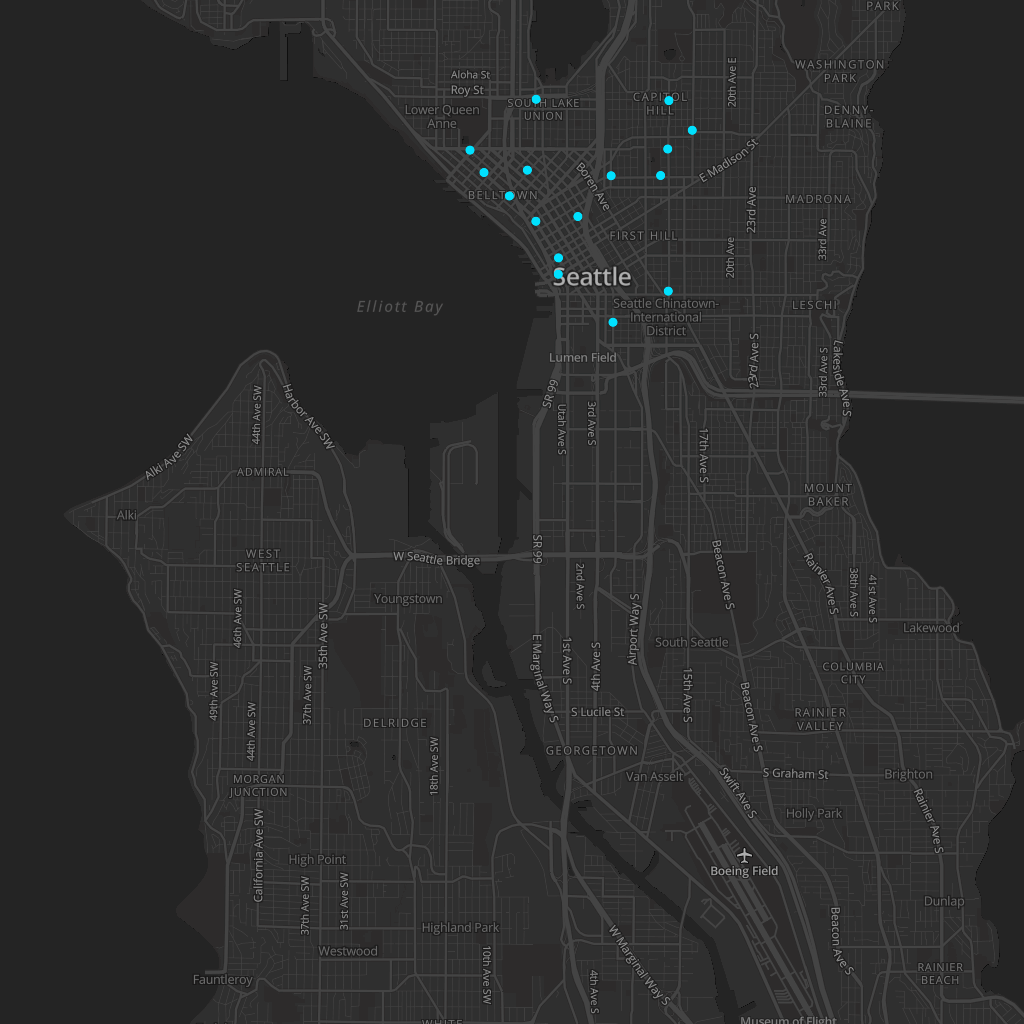 PARK
WASHINGTON
PARK
Aloha St
Roy St
20th Ave E
CAPITOL
HILL
SOUTH LAKE
UNION
Lower Queen
Anne
DENNY-
BLAINE
E Madison St
Boren Ave
BELLTOWN
MADRONA
23rd Ave
33rd Ave
FIRST HILL
20th Ave
Seattle
Elliott Bay
Seattle Chinatown-
International
District
LESCHI
Lumen Field
23rd Ave S
33rd Ave S
Lakeside Ave S
SR 99
44th Ave SW
Harbor Ave SW
Utah Ave S
3rd Ave S
17th Ave S
Alki Ave SW
ADMIRAL
MOUNT
BAKER
Alki
WEST
SEATTLE
W Seattle Bridge
SR 99
2nd Ave S
Beacon Ave S
Rainier Ave S
38th Ave S
41st Ave S
Youngstown
46th Ave SW
35th Ave SW
Airport Way S
Lakewood
South Seattle
E Marginal Way S
1st Ave S
4th Ave S
COLUMBIA
CITY
49th Ave SW
37th Ave SW
15th Ave S
Beacon Ave S
S Lucile St
RAINIER
VALLEY
DELRIDGE
44th Ave SW
18th Ave SW
GEORGETOWN
Van Asselt
S Graham St
Brighton
MORGAN
JUNCTION
Swift Ave S
Holly Park
Rainier Ave S
California Ave SW
High Point
Boeing Field
37th Ave SW
31st Ave SW
Dunlap
Highland Park
Beacon Ave S
Westwood
W Marginal Way S
10th Ave SW
Fauntleroy
4th Ave S
RAINIER
BEACH
Museum of Flight
WHITE